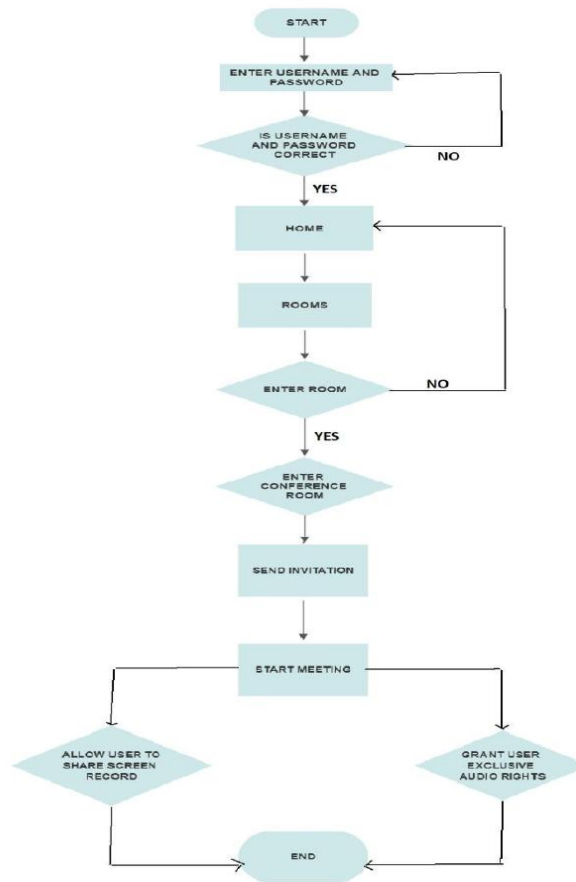 START
ENTER USERNAME AND
PASSWORD
IS USERNAME
AND PASSWORD
CORRECT
NO
YES
HOME
ROOMS
ENTER ROOM
NO
YES
ENTER
CONFERENCE
ROOM
SEND INVITATION
START MEETING
ALLOW USER TO
SHARE SCREEN
RECORD
GRANT USER
EXCLUSIVE
AUDIO RIGHTS
END